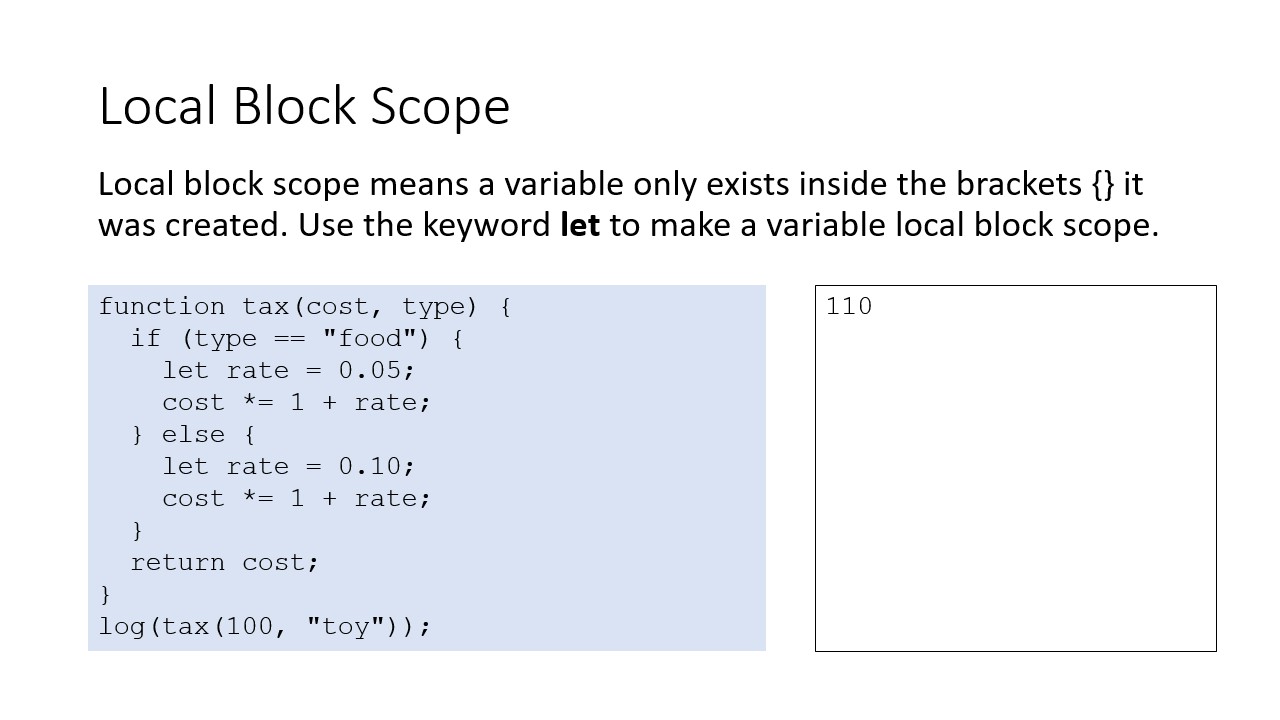 Local Block Scope
Local block scope means a variable only exists inside the brackets {} it
was created. Use the keyword let to make a variable local block scope.
function tax(cost, type) {
  if (type == "food") {
    let rate = 0.05;
    cost *= 1 + rate;
  } else {
    let rate = 0.10;
    cost *= 1 + rate;
  }
  return cost;
}
log(tax(100, "toy"));
110